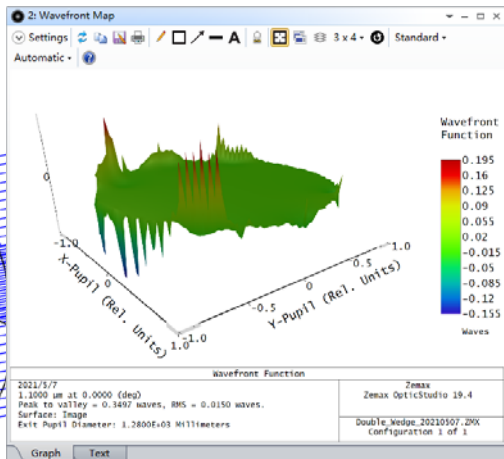 2: Wavefront Map
Settings
A
3 x 4
Standard
Automatic
Wavefront
Function
0.195
0.16
0.125
0.09
0.055
0.02
-0.015
-0.05
-0.085
-0.12
-0.155
Waves
0
-1.0
0
1.0
X-Pupil (Rel. Units)
-1.0
-0.5
0
0.5
1.0
Y-Pupil (Rel. Units)
Wavefront Function
2021/5/7
1.1000 µm at 0.0000 (deg)
Peak to valley = 0.3497 waves, RMS = 0.0150 waves.
Surface: Image
Exit Pupil Diameter: 1.2800E+03 Millimeters
Zemax
Zemax OpticStudio 19.4
Double_Wedge_20210507.ZMX
Configuration 1 of 1
Graph Text